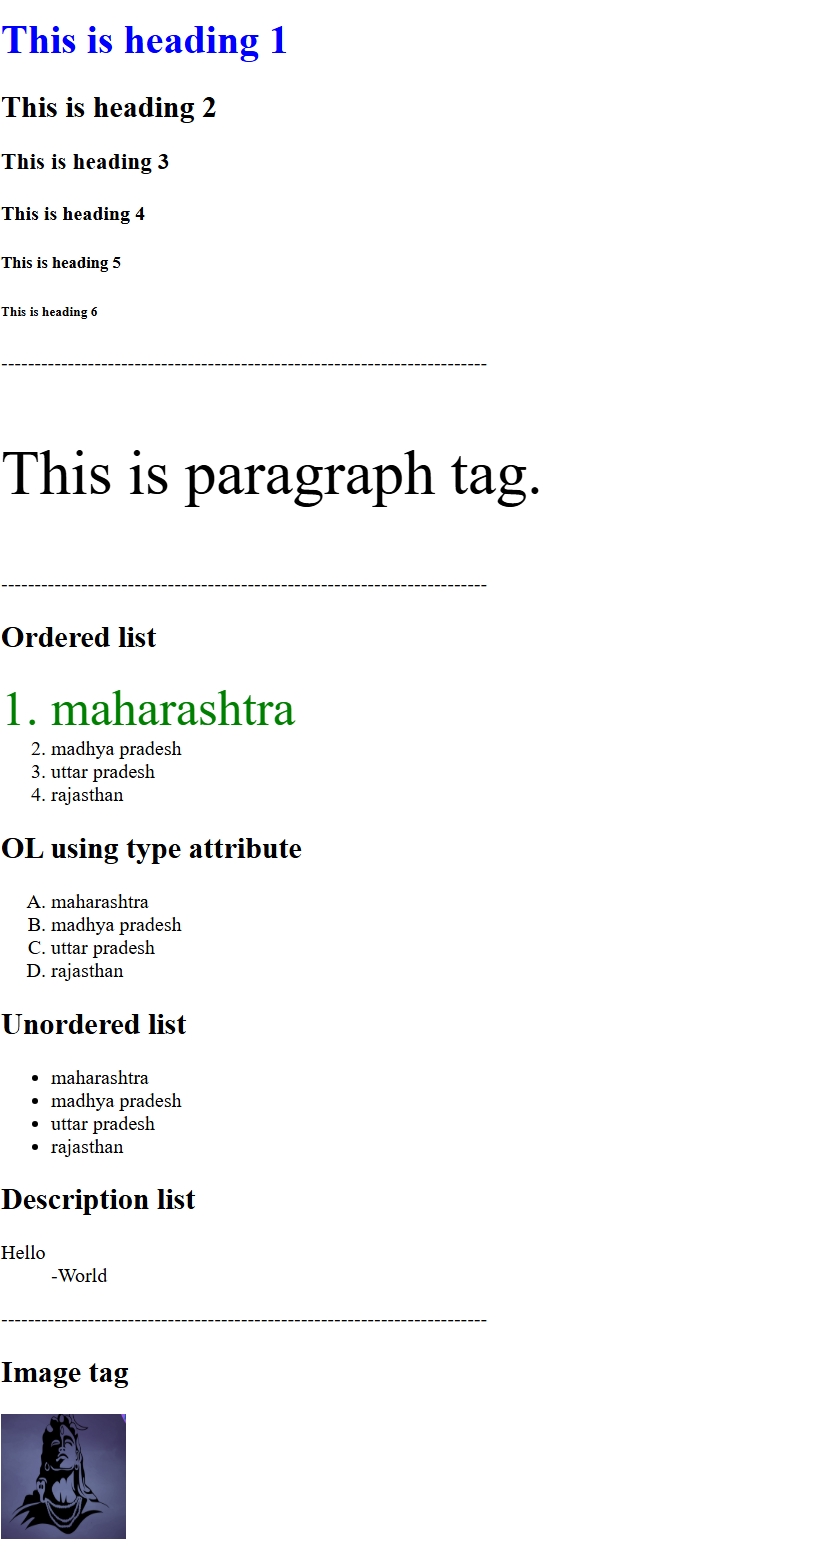 This is heading 1
This is heading 2
This is heading 3
This is heading 4
This is heading 5
This is heading 6
-------------------------------------------------------------------------
This is paragraph tag.
-------------------------------------------------------------------------
Ordered list
1. maharashtra
2. madhya pradesh
3. uttar pradesh
4. rajasthan
OL using type attribute
A. maharashtra
B. madhya pradesh
C. uttar pradesh
D. rajasthan
Unordered list
• maharashtra
• madhya pradesh
• uttar pradesh
• rajasthan
Description list
Hello
-World
-------------------------------------------------------------------------
Image tag